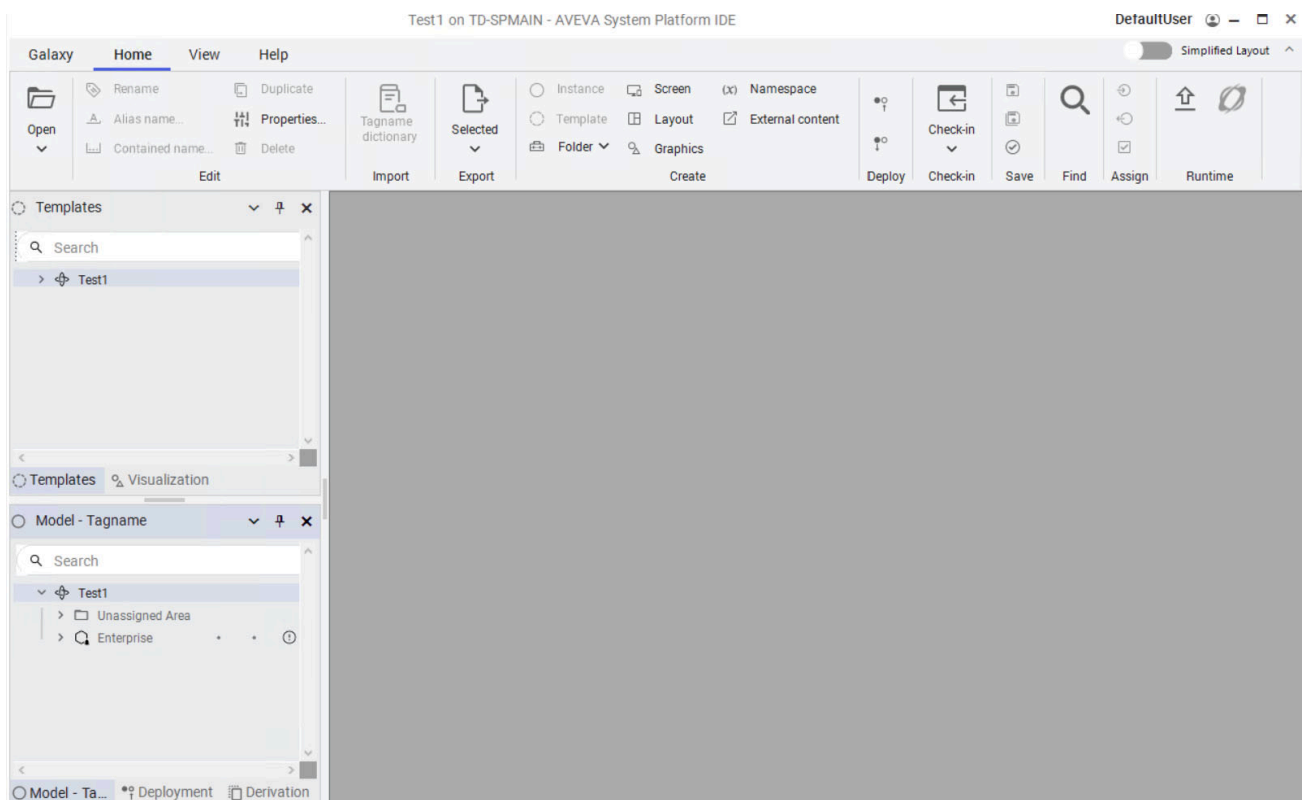 Test1 on TD-SPMAIN - AVEVA System Platform IDE
DefaultUser
Galaxy Home View Help
Simplified Layout
Rename Duplicate
Alias name... Properties...
Contained name... Delete
Open
Edit
Tagname
dictionary
Import
Selected
Export
Instance Screen (x) Namespace
Template Layout External content
Folder Graphics
Create
Deploy
Check-in
Check-in
Save
Find
Assign
Runtime
Templates
Search
Test1
Templates Visualization
Model - Tagname
Search
Test1
Unassigned Area
Enterprise
Model - Ta... Deployment Derivation